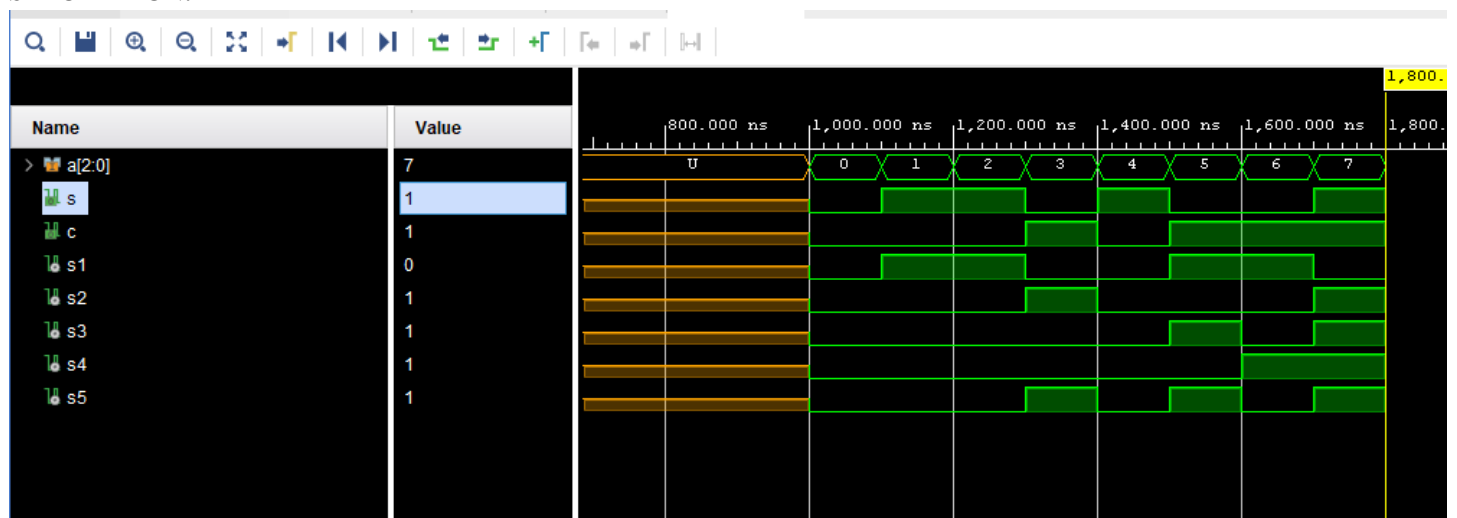 1,800.
Name Value
800.000 ns 1,000.000 ns 1,200.000 ns 1,400.000 ns 1,600.000 ns 1,800.
a[2:0] 7 U 0 1 2 3 4 5 6 7
s 1
c 1
s1 0
s2 1
s3 1
s4 1
s5 1